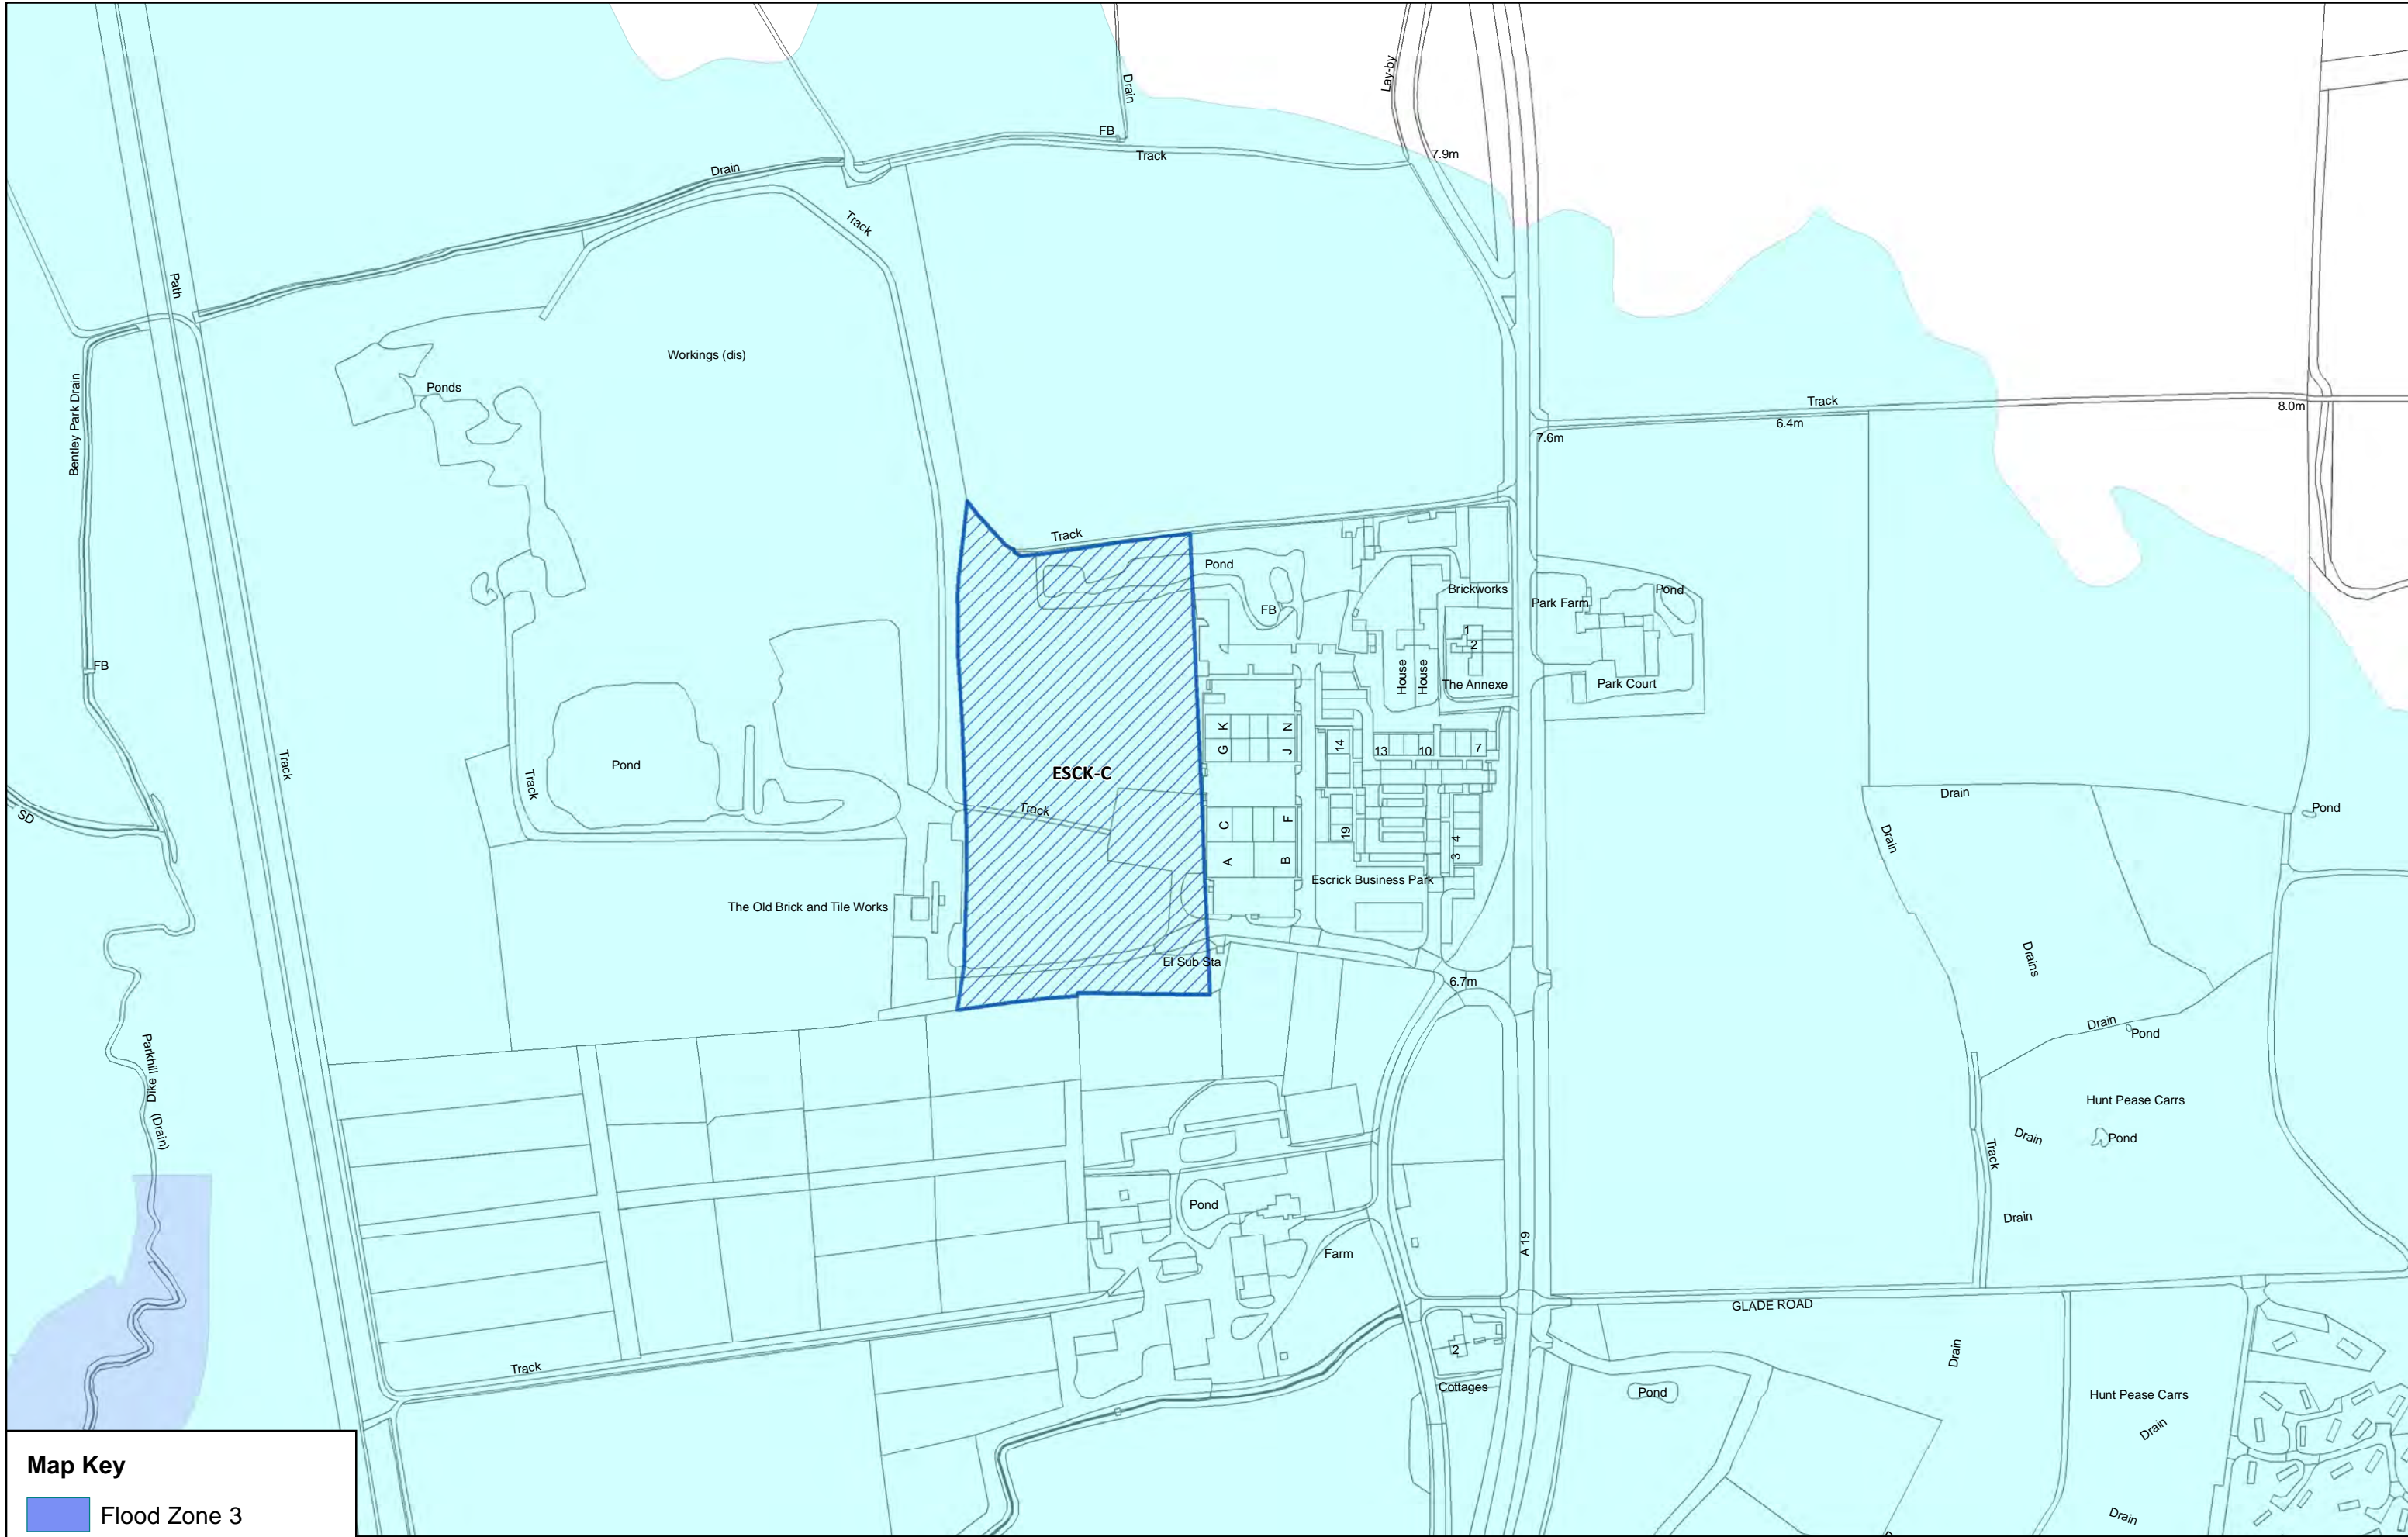 Lay-by
Drain
FB
7.9m
Track
Drain
Track
Path
Workings (dis)
Ponds
Bentley Park Drain
Track
8.0m
6.4m
7.6m
Track
Pond
Brickworks
Pond
Park Farm
FB
1
2
FB
House
House
The Annexe
Park Court
K
N
G
J
14
13
10
7
Track
Pond
Track
ESCK-C
Track
Drain
Pond
SD
C
F
19
4
Drain
A
B
3
Escrick Business Park
The Old Brick and Tile Works
El Sub Sta
Drains
6.7m
Drain
Pond
Parkhill Dike (Drain)
Hunt Pease Carrs
Drain
Pond
Track
Pond
Drain
A 19
Farm
GLADE ROAD
2
Drain
Track
Cottages
Pond
Hunt Pease Carrs
Drain
Map Key
Flood Zone 3
Drain